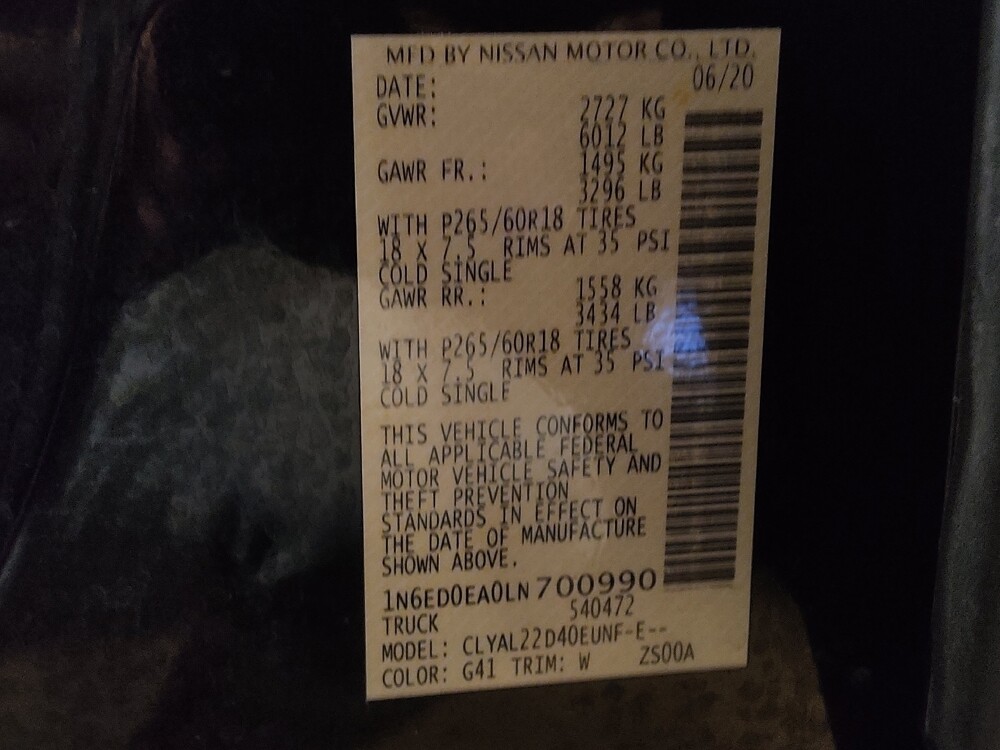 MFD BY NISSAN MOTOR CO., LTD.
DATE: 06/20
GVWR: 2727 KG
6012 LB
GAWR FR.: 1495 KG
3296 LB
WITH P265/60R18 TIRES
18 X 7.5 RIMS AT 35 PSI
COLD SINGLE
GAWR RR.: 1558 KG
3434 LB
WITH P265/60R18 TIRES
18 X 7.5 RIMS AT 35 PSI
COLD SINGLE
THIS VEHICLE CONFORMS TO
ALL APPLICABLE FEDERAL
MOTOR VEHICLE SAFETY AND
THEFT PREVENTION
STANDARDS IN EFFECT ON
THE DATE OF MANUFACTURE
SHOWN ABOVE.
1N6ED0EA0LN700990
TRUCK 540472
MODEL: CLYAL22D40EUNF-E--
COLOR: G41 TRIM: W ZS00A